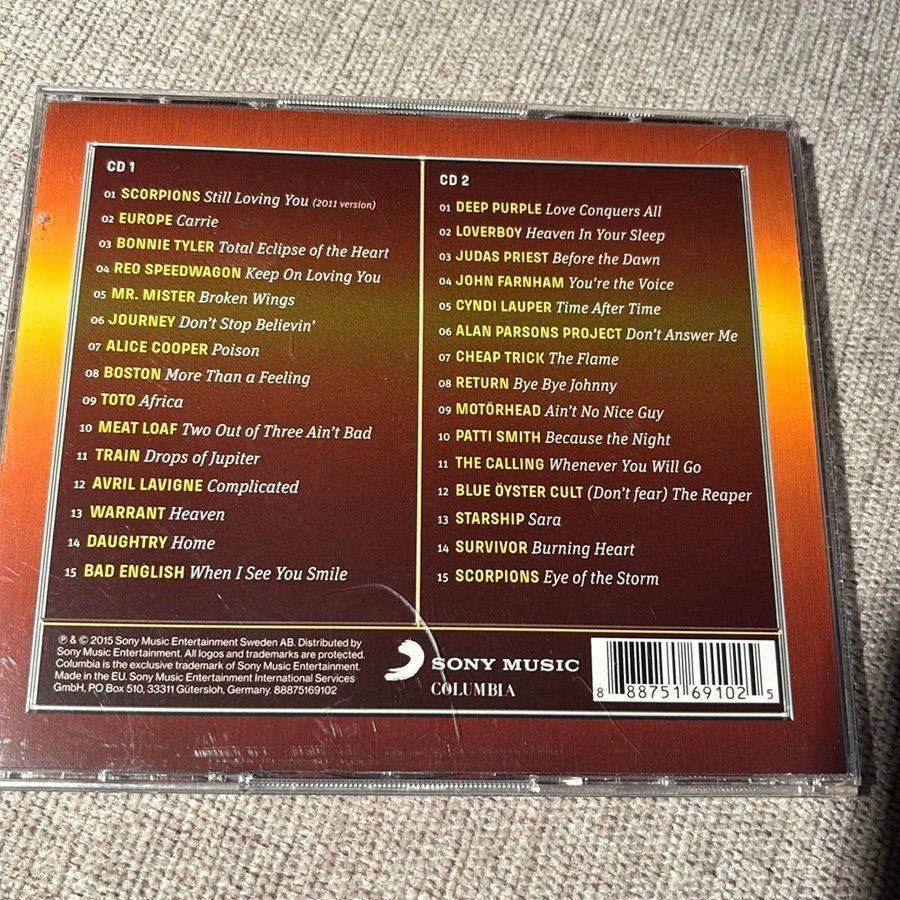 CD 1
01 SCORPIONS Still Loving You (2011 version)
02 EUROPE Carrie
03 BONNIE TYLER Total Eclipse of the Heart
04 REO SPEEDWAGON Keep On Loving You
05 MR. MISTER Broken Wings
06 JOURNEY Don't Stop Believin'
07 ALICE COOPER Poison
08 BOSTON More Than a Feeling
09 TOTO Africa
10 MEAT LOAF Two Out of Three Ain't Bad
11 TRAIN Drops of Jupiter
12 AVRIL LAVIGNE Complicated
13 WARRANT Heaven
14 DAUGHTRY Home
15 BAD ENGLISH When I See You Smile
CD 2
01 DEEP PURPLE Love Conquers All
02 LOVERBOY Heaven In Your Sleep
03 JUDAS PRIEST Before the Dawn
04 JOHN FARNHAM You're the Voice
05 CYNDI LAUPER Time After Time
06 ALAN PARSONS PROJECT Don't Answer Me
07 CHEAP TRICK The Flame
08 RETURN Bye Bye Johnny
09 MOTÖRHEAD Ain't No Nice Guy
10 PATTI SMITH Because the Night
11 THE CALLING Whenever You Will Go
12 BLUE ÖYSTER CULT (Don't fear) The Reaper
13 STARSHIP Sara
14 SURVIVOR Burning Heart
15 SCORPIONS Eye of the Storm
℗ & © 2015 Sony Music Entertainment Sweden AB. Distributed by
Sony Music Entertainment. All logos and trademarks are protected.
Columbia is the exclusive trademark of Sony Music Entertainment.
Made in the EU. Sony Music Entertainment International Services
GmbH, PO Box 510, 33311 Gütersloh, Germany. 88875169102
SONY MUSIC
COLUMBIA
8 88751 69102 5